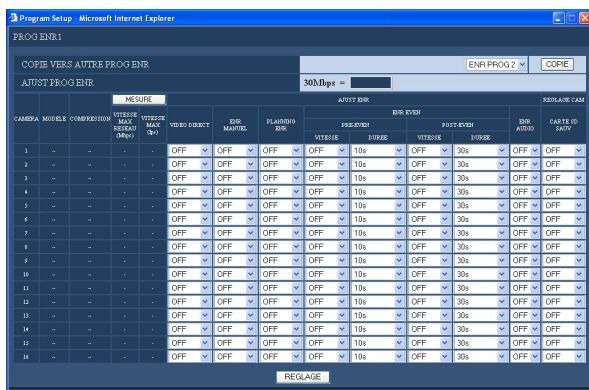 Program Setup - Microsoft Internet Explorer
PROG ENR1
COPIE VERS AUTRE PROG ENR ENR PROG 2 COPIE
AJUST PROG ENR 30Mbps =
MESURE AJUST ENR REGLAGE CAM
CAMERA MODELE COMPRESSION VITESSE MAX RESEAU (Mbps) VITESSE MAX (ips) VIDEO DIRECT ENR MANUEL PLANNING ENR ENR EVEN ENR AUDIO CARTE SD SAUV
PRE-EVEN POST-EVEN
VITESSE DUREE VITESSE DUREE
1 -- -- - - OFF OFF OFF OFF 10s OFF 30s OFF OFF
2 -- -- - - OFF OFF OFF OFF 10s OFF 30s OFF OFF
3 -- -- - - OFF OFF OFF OFF 10s OFF 30s OFF OFF
4 -- -- - - OFF OFF OFF OFF 10s OFF 30s OFF OFF
5 -- -- - - OFF OFF OFF OFF 10s OFF 30s OFF OFF
6 -- -- - - OFF OFF OFF OFF 10s OFF 30s OFF OFF
7 -- -- - - OFF OFF OFF OFF 10s OFF 30s OFF OFF
8 -- -- - - OFF OFF OFF OFF 10s OFF 30s OFF OFF
9 -- -- - - OFF OFF OFF OFF 10s OFF 30s OFF OFF
10 -- -- - - OFF OFF OFF OFF 10s OFF 30s OFF OFF
11 -- -- - - OFF OFF OFF OFF 10s OFF 30s OFF OFF
12 -- -- - - OFF OFF OFF OFF 10s OFF 30s OFF OFF
13 -- -- - - OFF OFF OFF OFF 10s OFF 30s OFF OFF
14 -- -- - - OFF OFF OFF OFF 10s OFF 30s OFF OFF
15 -- -- - - OFF OFF OFF OFF 10s OFF 30s OFF OFF
16 -- -- - - OFF OFF OFF OFF 10s OFF 30s OFF OFF
REGLAGE